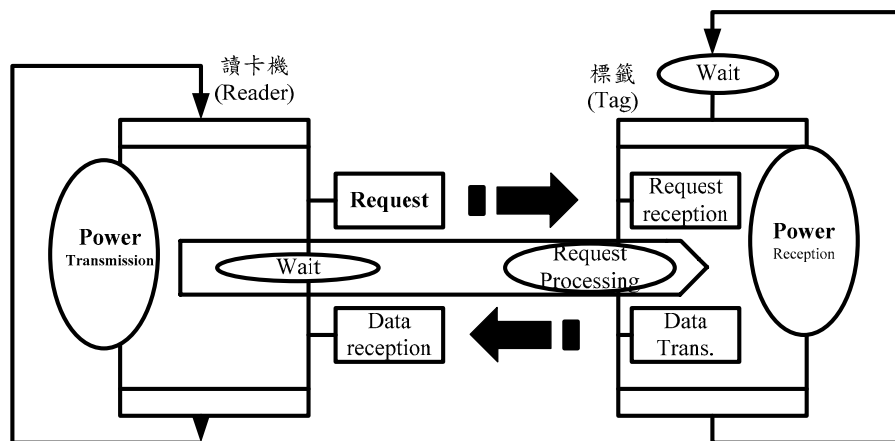 讀卡機
(Reader)
標籤
(Tag)
Wait
Request
Request
reception
Power
Transmission
Power
Reception
Wait
Request
Processing
Data
reception
Data
Trans.